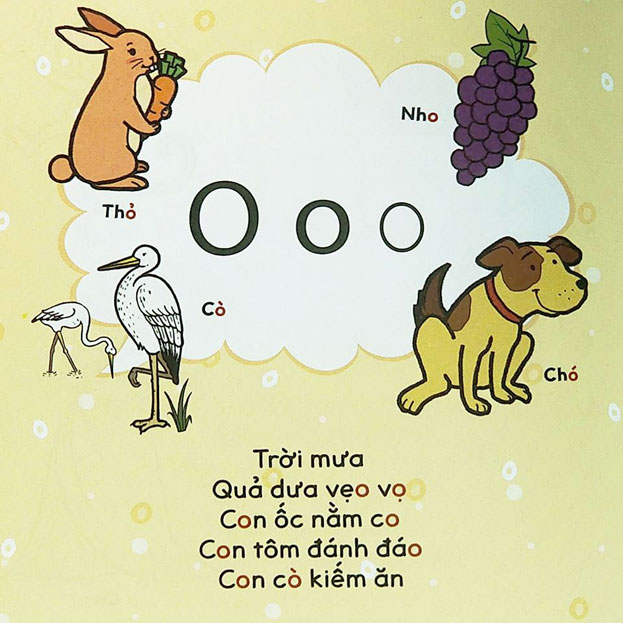 Nho
Thỏ
O o o
Cò
Chó
Trời mưa
Quả dưa vẹo vọ
Con ốc nằm co
Con tôm đánh đáo
Con cò kiếm ăn